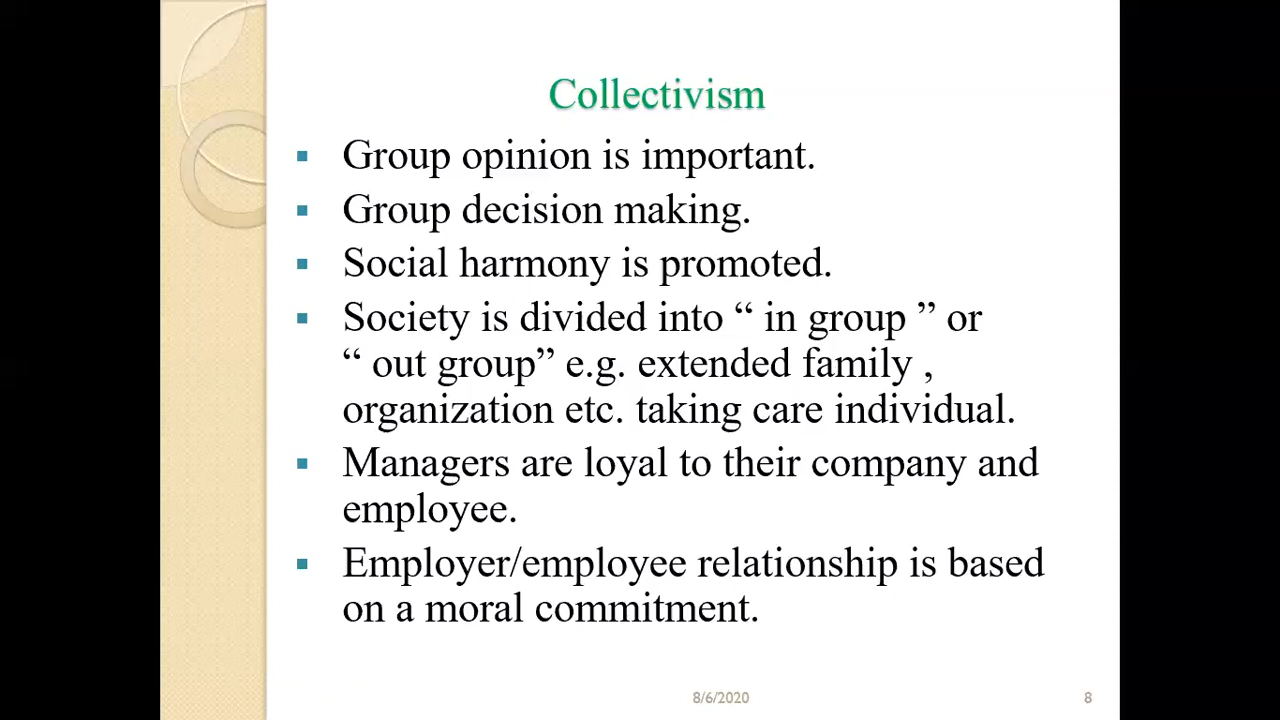 Collectivism
▪ Group opinion is important.
▪ Group decision making.
▪ Social harmony is promoted.
▪ Society is divided into “ in group ” or
“ out group” e.g. extended family ,
organization etc. taking care individual.
▪ Managers are loyal to their company and
employee.
▪ Employer/employee relationship is based
on a moral commitment.
8/6/2020
8